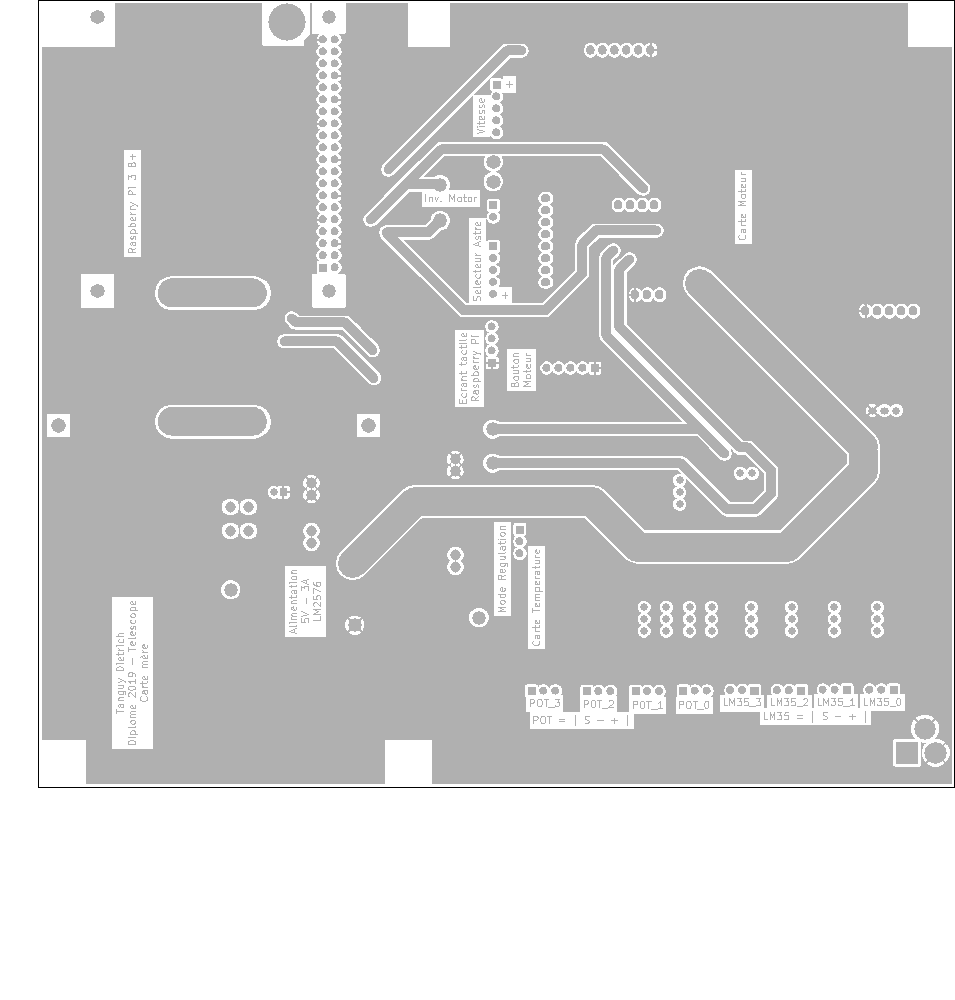 +
Vitesse
Raspberry Pi 3 B+
Inv. Motor
Carte Moteur
Selecteur Astre
+
Ecrant tactile
Raspberry Pi
Bouton
Moteur
Mode Regulation
Carte Temperature
Alimentation
5V - 3A
LM2576
Tanguy Dietrich
Diplome 2019 - Telescope
Carte mère
POT_3
POT_2
POT_1
POT_0
LM35_3
LM35_2
LM35_1
LM35_0
POT = | S - + |
LM35 = | S - + |